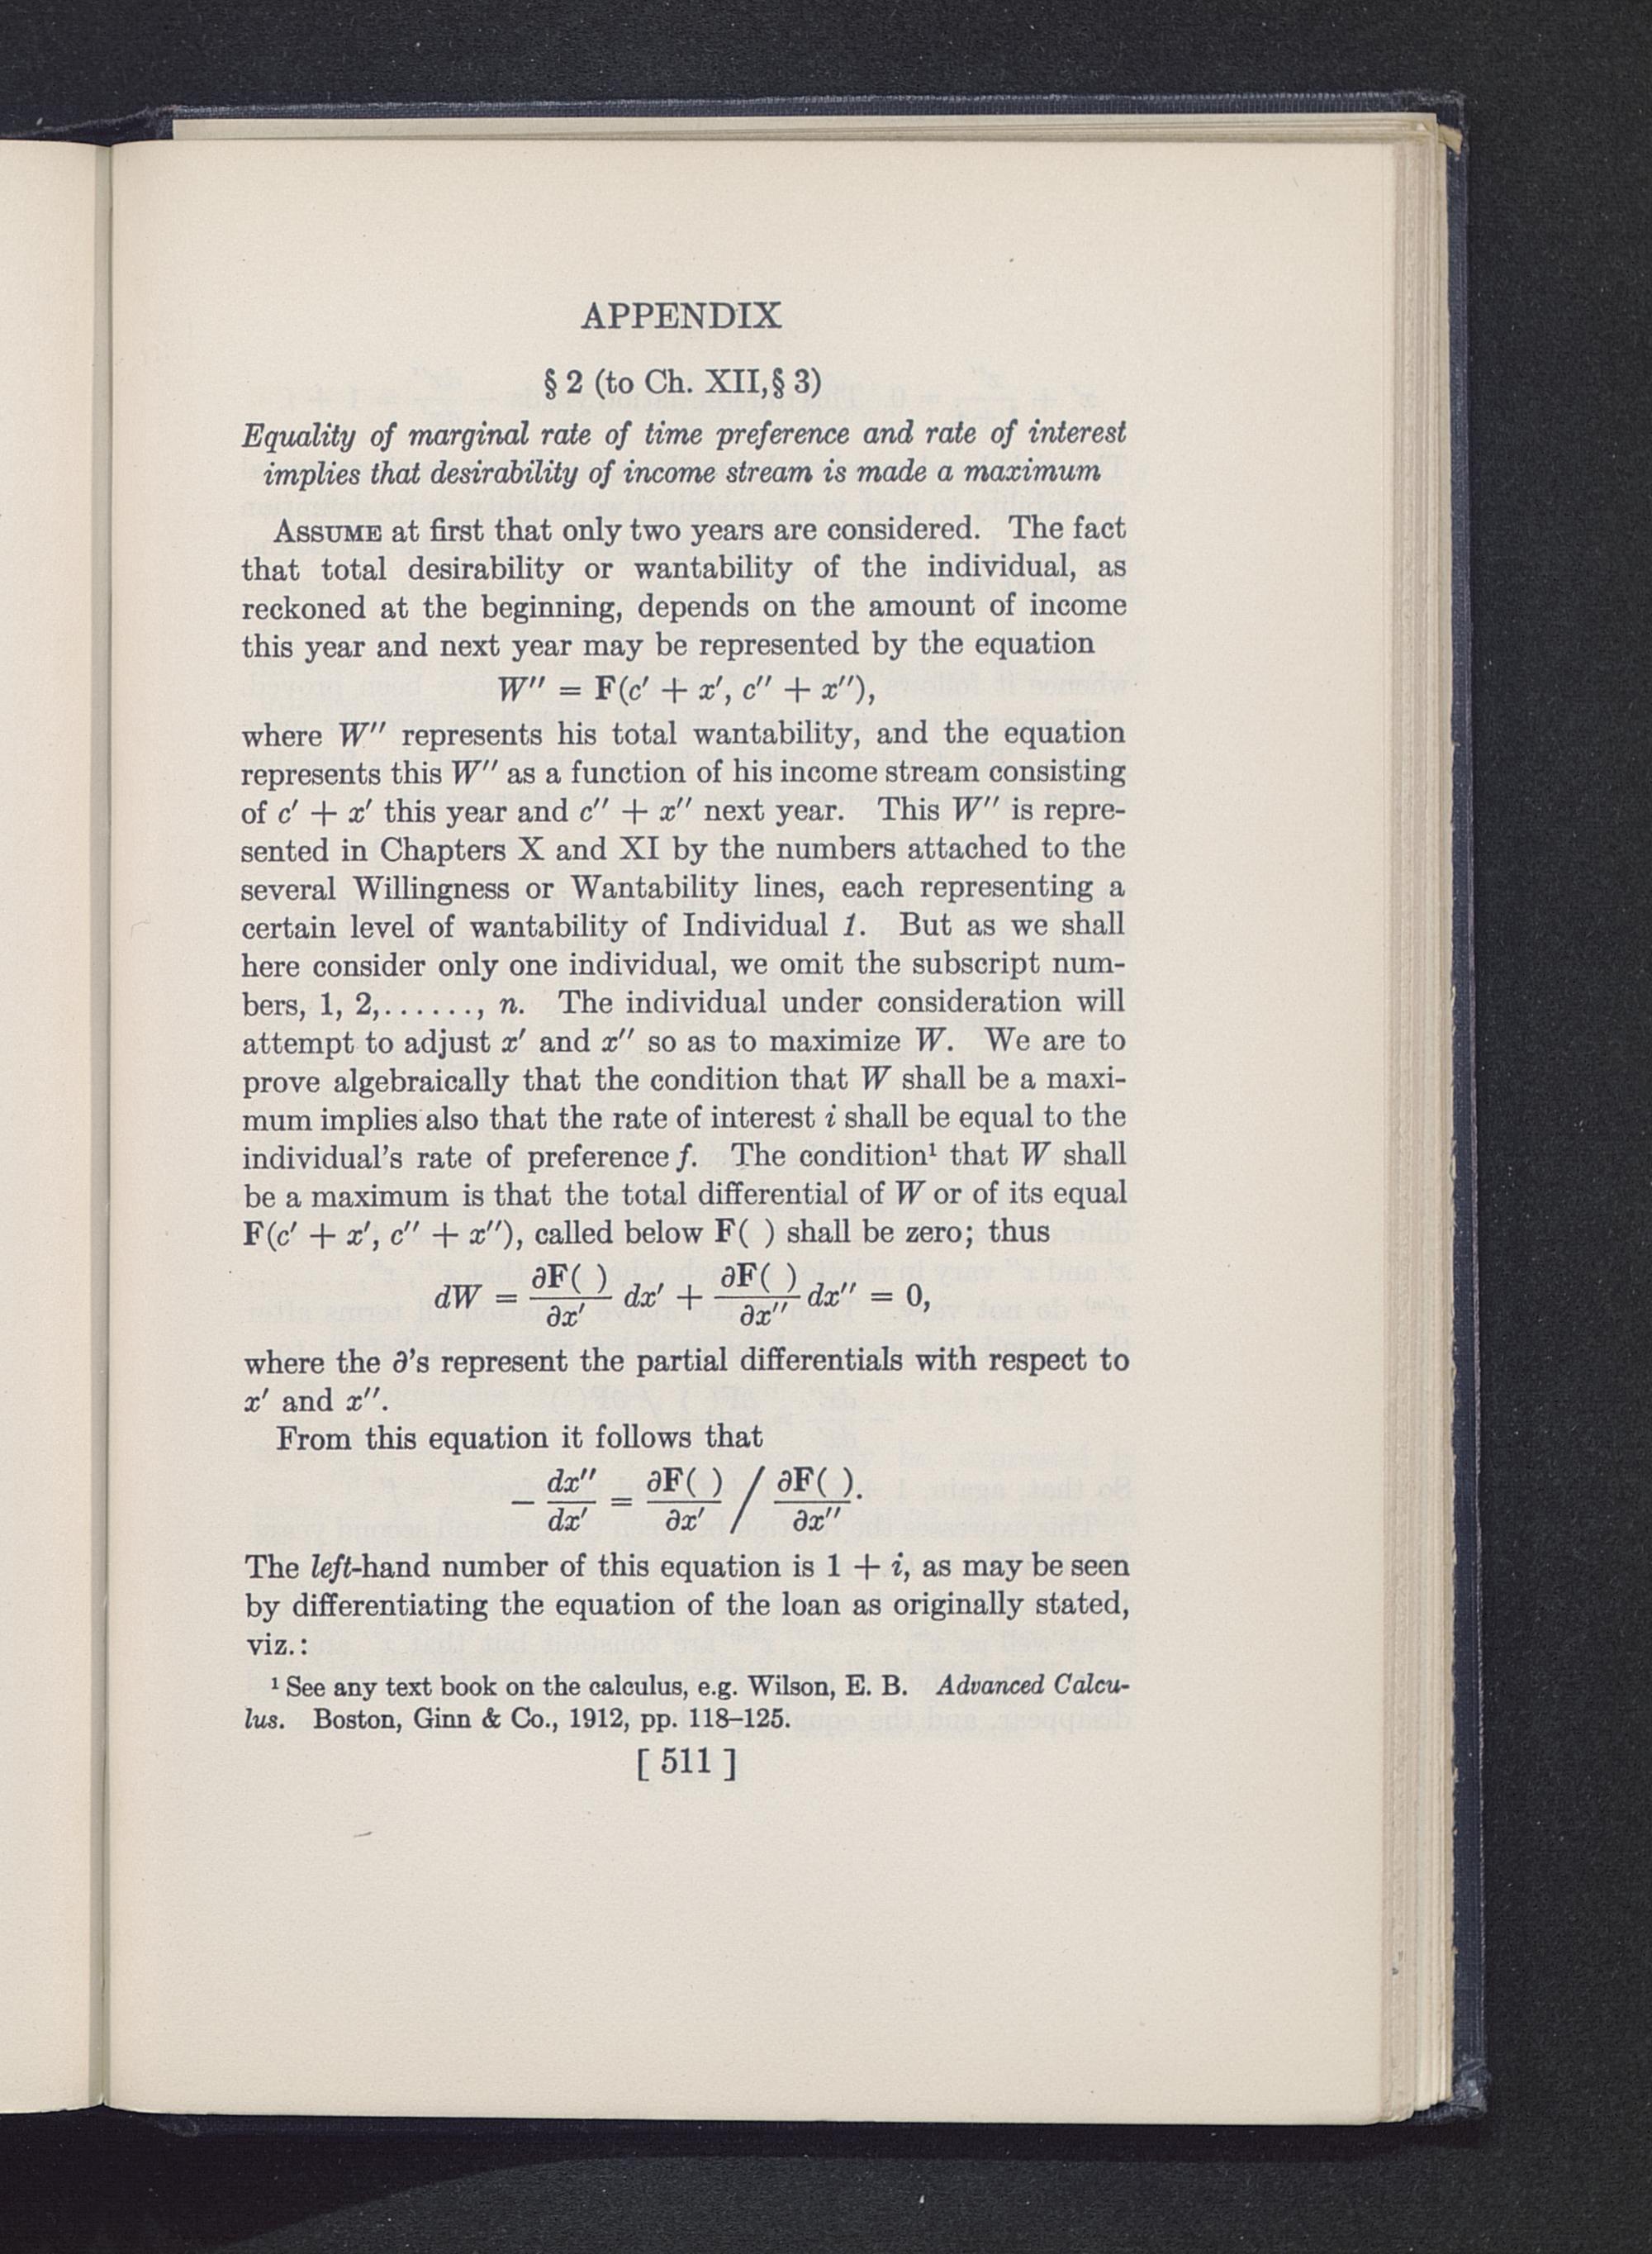 APPENDIX
§ 2 (to Ch. XII, § 3)
Equality of marginal rate of time preference and rate of interest
implies that desirability of income stream is made a maximum
ASSUME at first that only two years are considered. The fact
that total desirability or wantability of the individual, as
reckoned at the beginning, depends on the amount of income
this year and next year may be represented by the equation
W″ = F(c′ + x′, c″ + x″),
where W″ represents his total wantability, and the equation
represents this W″ as a function of his income stream consisting
of c′ + x′ this year and c″ + x″ next year. This W″ is repre-
sented in Chapters X and XI by the numbers attached to the
several Willingness or Wantability lines, each representing a
certain level of wantability of Individual 1. But as we shall
here consider only one individual, we omit the subscript num-
bers, 1, 2,......, n. The individual under consideration will
attempt to adjust x′ and x″ so as to maximize W. We are to
prove algebraically that the condition that W shall be a maxi-
mum implies also that the rate of interest i shall be equal to the
individual's rate of preference f. The condition¹ that W shall
be a maximum is that the total differential of W or of its equal
F(c′ + x′, c″ + x″), called below F( ) shall be zero; thus
dW = ∂F( )/∂x′ dx′ + ∂F( )/∂x″ dx″ = 0,
where the ∂'s represent the partial differentials with respect to
x′ and x″.
From this equation it follows that
− dx″/dx′ = ∂F( )/∂x′ / ∂F( )/∂x″.
The left-hand number of this equation is 1 + i, as may be seen
by differentiating the equation of the loan as originally stated,
viz.:
¹ See any text book on the calculus, e.g. Wilson, E. B. Advanced Calcu-
lus. Boston, Ginn & Co., 1912, pp. 118–125.
[ 511 ]